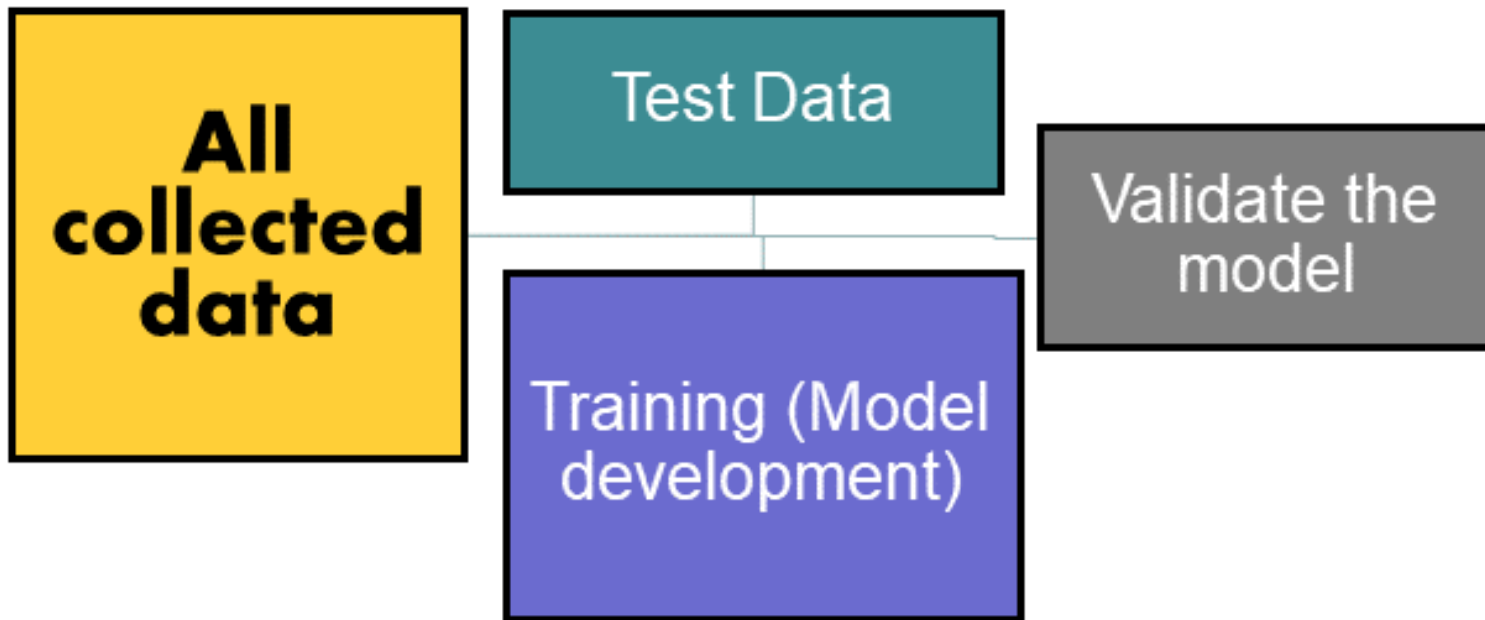 All
collected
data
Test Data
Training (Model
development)
Validate the
model